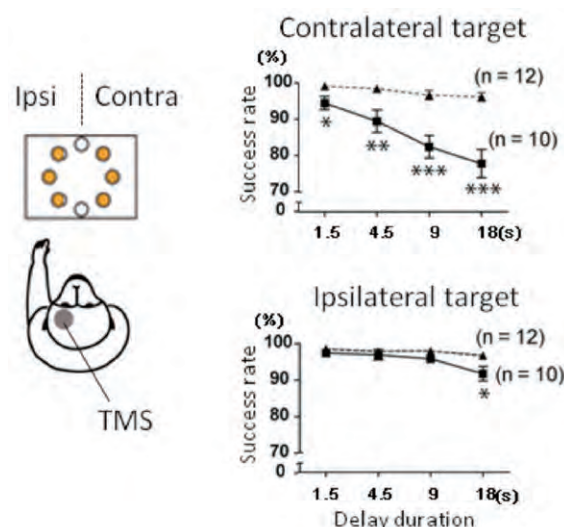 Ipsi Contra
TMS
Contralateral target
(%)
Success rate
100
90
80
70
0
(n = 12)
(n = 10)
*
**
***
***
1.5 4.5 9 18(s)
Ipsilateral target
(%)
Success rate
100
90
80
70
0
(n = 12)
(n = 10)
*
1.5 4.5 9 18(s)
Delay duration